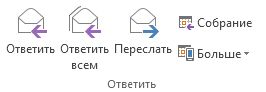 Ответить
Ответить всем
Переслать
Собрание
Больше
Ответить